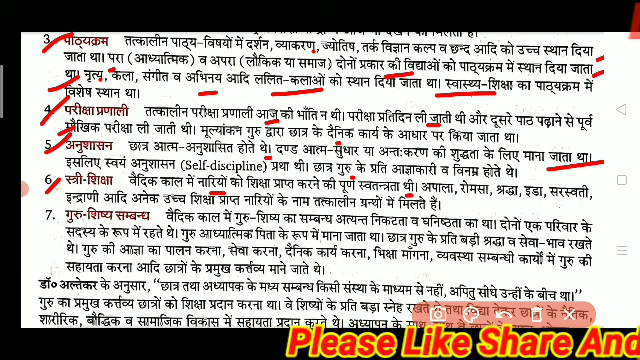 3. पाठ्यक्रम तत्कालीन पाठ्य-विषयों में दर्शन, व्याकरण, ज्योतिष, तर्क विज्ञान कल्प व छन्द आदि को उच्च स्थान दिया
जाता था। परा (आध्यात्मिक) व अपरा (लौकिक या समाज) दोनों प्रकार की विद्याओं को पाठ्यक्रम में स्थान दिया जाता
था। नृत्य, कला, संगीत व अभिनय आदि ललित-कलाओं को स्थान दिया जाता था। स्वास्थ्य-शिक्षा का पाठ्यक्रम में
विशेष स्थान था।
4. परीक्षा प्रणाली तत्कालीन परीक्षा प्रणाली आज की भाँति न थी। परीक्षा प्रतिदिन ली जाती थी और दूसरे पाठ पढ़ाने से पूर्व
मौखिक परीक्षा ली जाती थी। मूल्यांकन गुरु द्वारा छात्र के दैनिक कार्य के आधार पर किया जाता था।
5. अनुशासन छात्र आत्म-अनुशासित होते थे। दण्ड आत्म-सुधार या अन्तःकरण की शुद्धता के लिए माना जाता था।
इसलिए स्वयं अनुशासन (Self-discipline) प्रथा थी। छात्र गुरु के प्रति आज्ञाकारी व विनम्र होते थे।
6. स्त्री-शिक्षा वैदिक काल में नारियों को शिक्षा प्राप्त करने की पूर्ण स्वतन्त्रता थी। अपाला, रोमसा, श्रद्धा, इडा, सरस्वती,
इन्द्राणी आदि अनेक उच्च शिक्षा प्राप्त नारियों के नाम तत्कालीन ग्रन्थों में मिलते हैं।
7. गुरु-शिष्य सम्बन्ध वैदिक काल में गुरु-शिष्य का सम्बन्ध अत्यन्त निकटता व घनिष्ठता का था। दोनों एक परिवार के
सदस्य के रूप में रहते थे। गुरु आध्यात्मिक पिता के रूप में माना जाता था। छात्र गुरु के प्रति बड़ी श्रद्धा व सेवा-भाव रखते
थे। गुरु की आज्ञा का पालन करना, सेवा करना, दैनिक कार्य करना, भिक्षा मांगना, व्यवस्था सम्बन्धी कार्यों में गुरु की
सहायता करना आदि छात्रों के प्रमुख कर्त्तव्य माने जाते थे।
डॉ० अल्तेकर के अनुसार, "छात्र तथा अध्यापक के मध्य सम्बन्ध किसी संस्था के माध्यम से नहीं, अपितु सीधे उन्हीं के बीच था।"
गुरु का प्रमुख कर्त्तव्य छात्रों को शिक्षा प्रदान करना था। वे शिष्यों के प्रति बड़ा स्नेह रखते
शारीरिक, बौद्धिक व सामाजिक विकास में सहायता प्रदान करते थे। अध्यापन के साथ
Please Like Share And